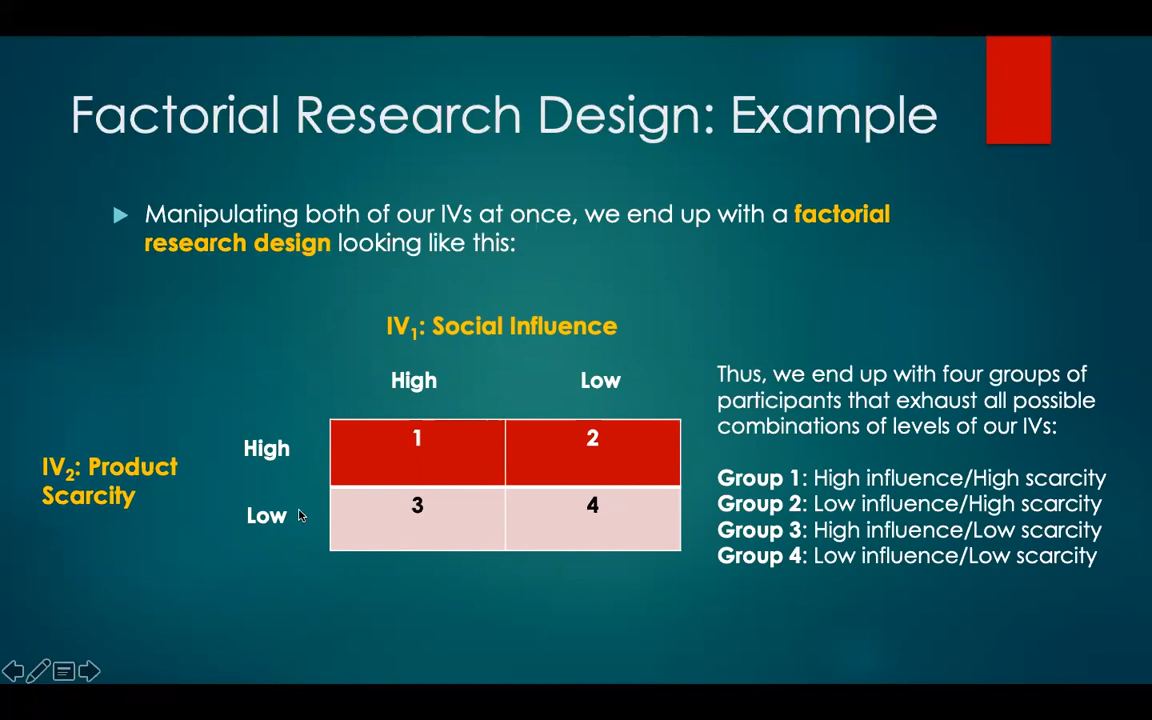 Factorial Research Design: Example
Manipulating both of our IVs at once, we end up with a factorial
research design looking like this:
IV₁: Social Influence
High Low
IV₂: Product
Scarcity
High 1 2
Low 3 4
Thus, we end up with four groups of
participants that exhaust all possible
combinations of levels of our IVs:
Group 1: High influence/High scarcity
Group 2: Low influence/High scarcity
Group 3: High influence/Low scarcity
Group 4: Low influence/Low scarcity